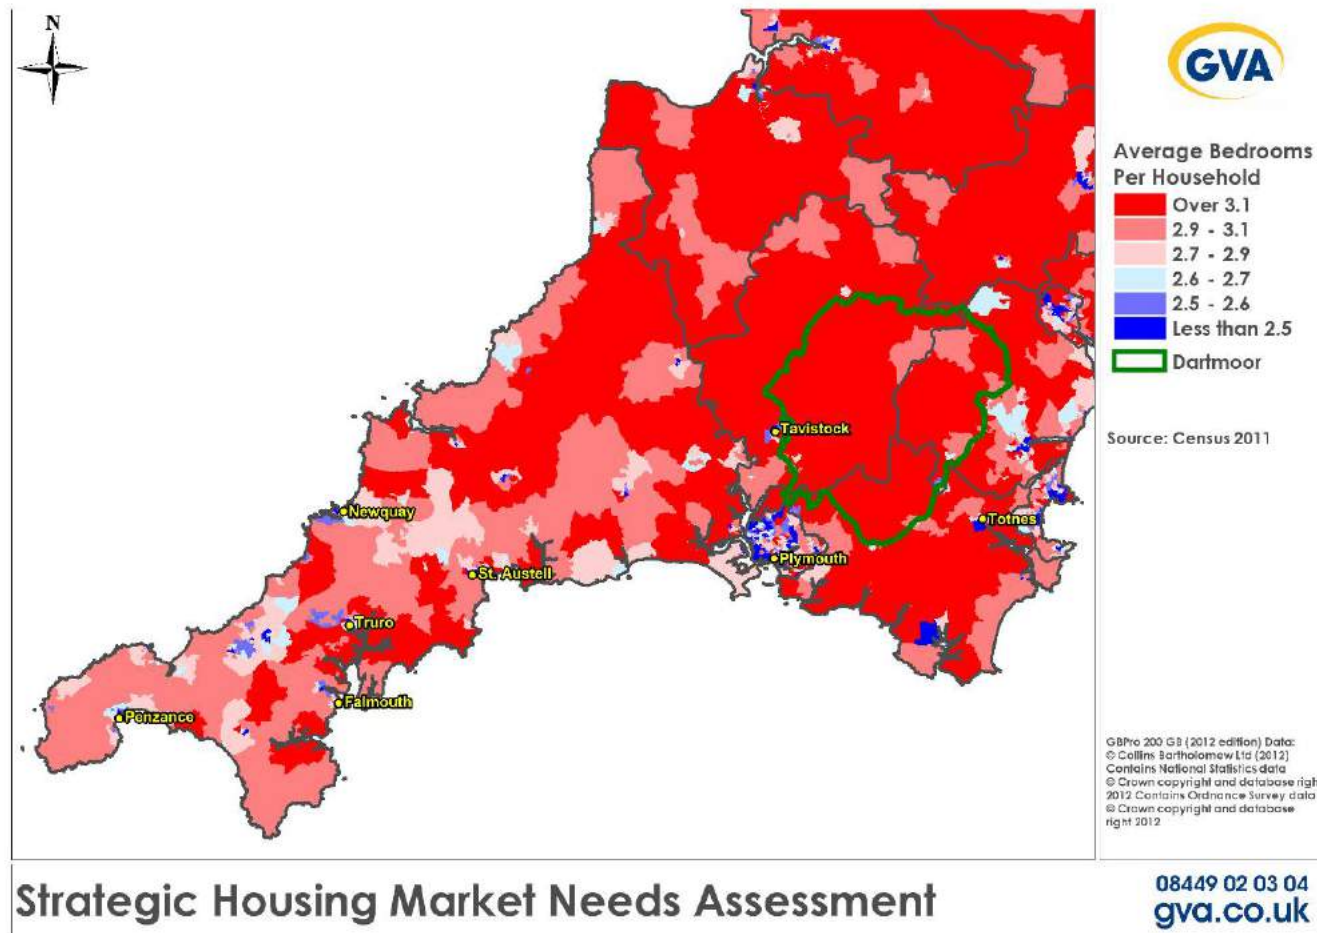 N
GVA
Average Bedrooms
Per Household
Over 3.1
2.9 - 3.1
2.7 - 2.9
2.6 - 2.7
2.5 - 2.6
Less than 2.5
Dartmoor
Source: Census 2011
Tavistock
Newquay
Totnes
Plymouth
St. Austell
Truro
Falmouth
Penzance
GBPro 200 GB (2012 edition) Data:
© Collins Bartholomew Ltd (2012)
Contains National Statistics data
© Crown copyright and database righ
2012 Contains Ordnance Survey data
© Crown copyright and database
right 2012
Strategic Housing Market Needs Assessment
08449 02 03 04
gva.co.uk